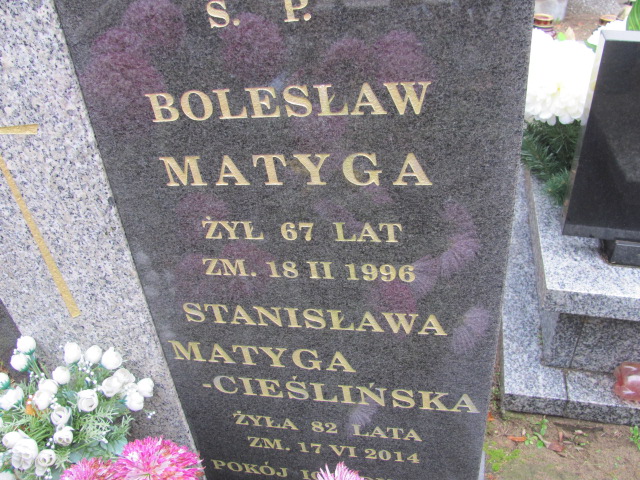 Ś. P.
BOLESŁAW
MATYGA
ŻYŁ 67 LAT
ZM. 18 II 1996
STANISŁAWA
MATYGA
-CIEŚLIŃSKA
ŻYŁA 82 LATA
ZM. 17 VI 2014
POKÓJ